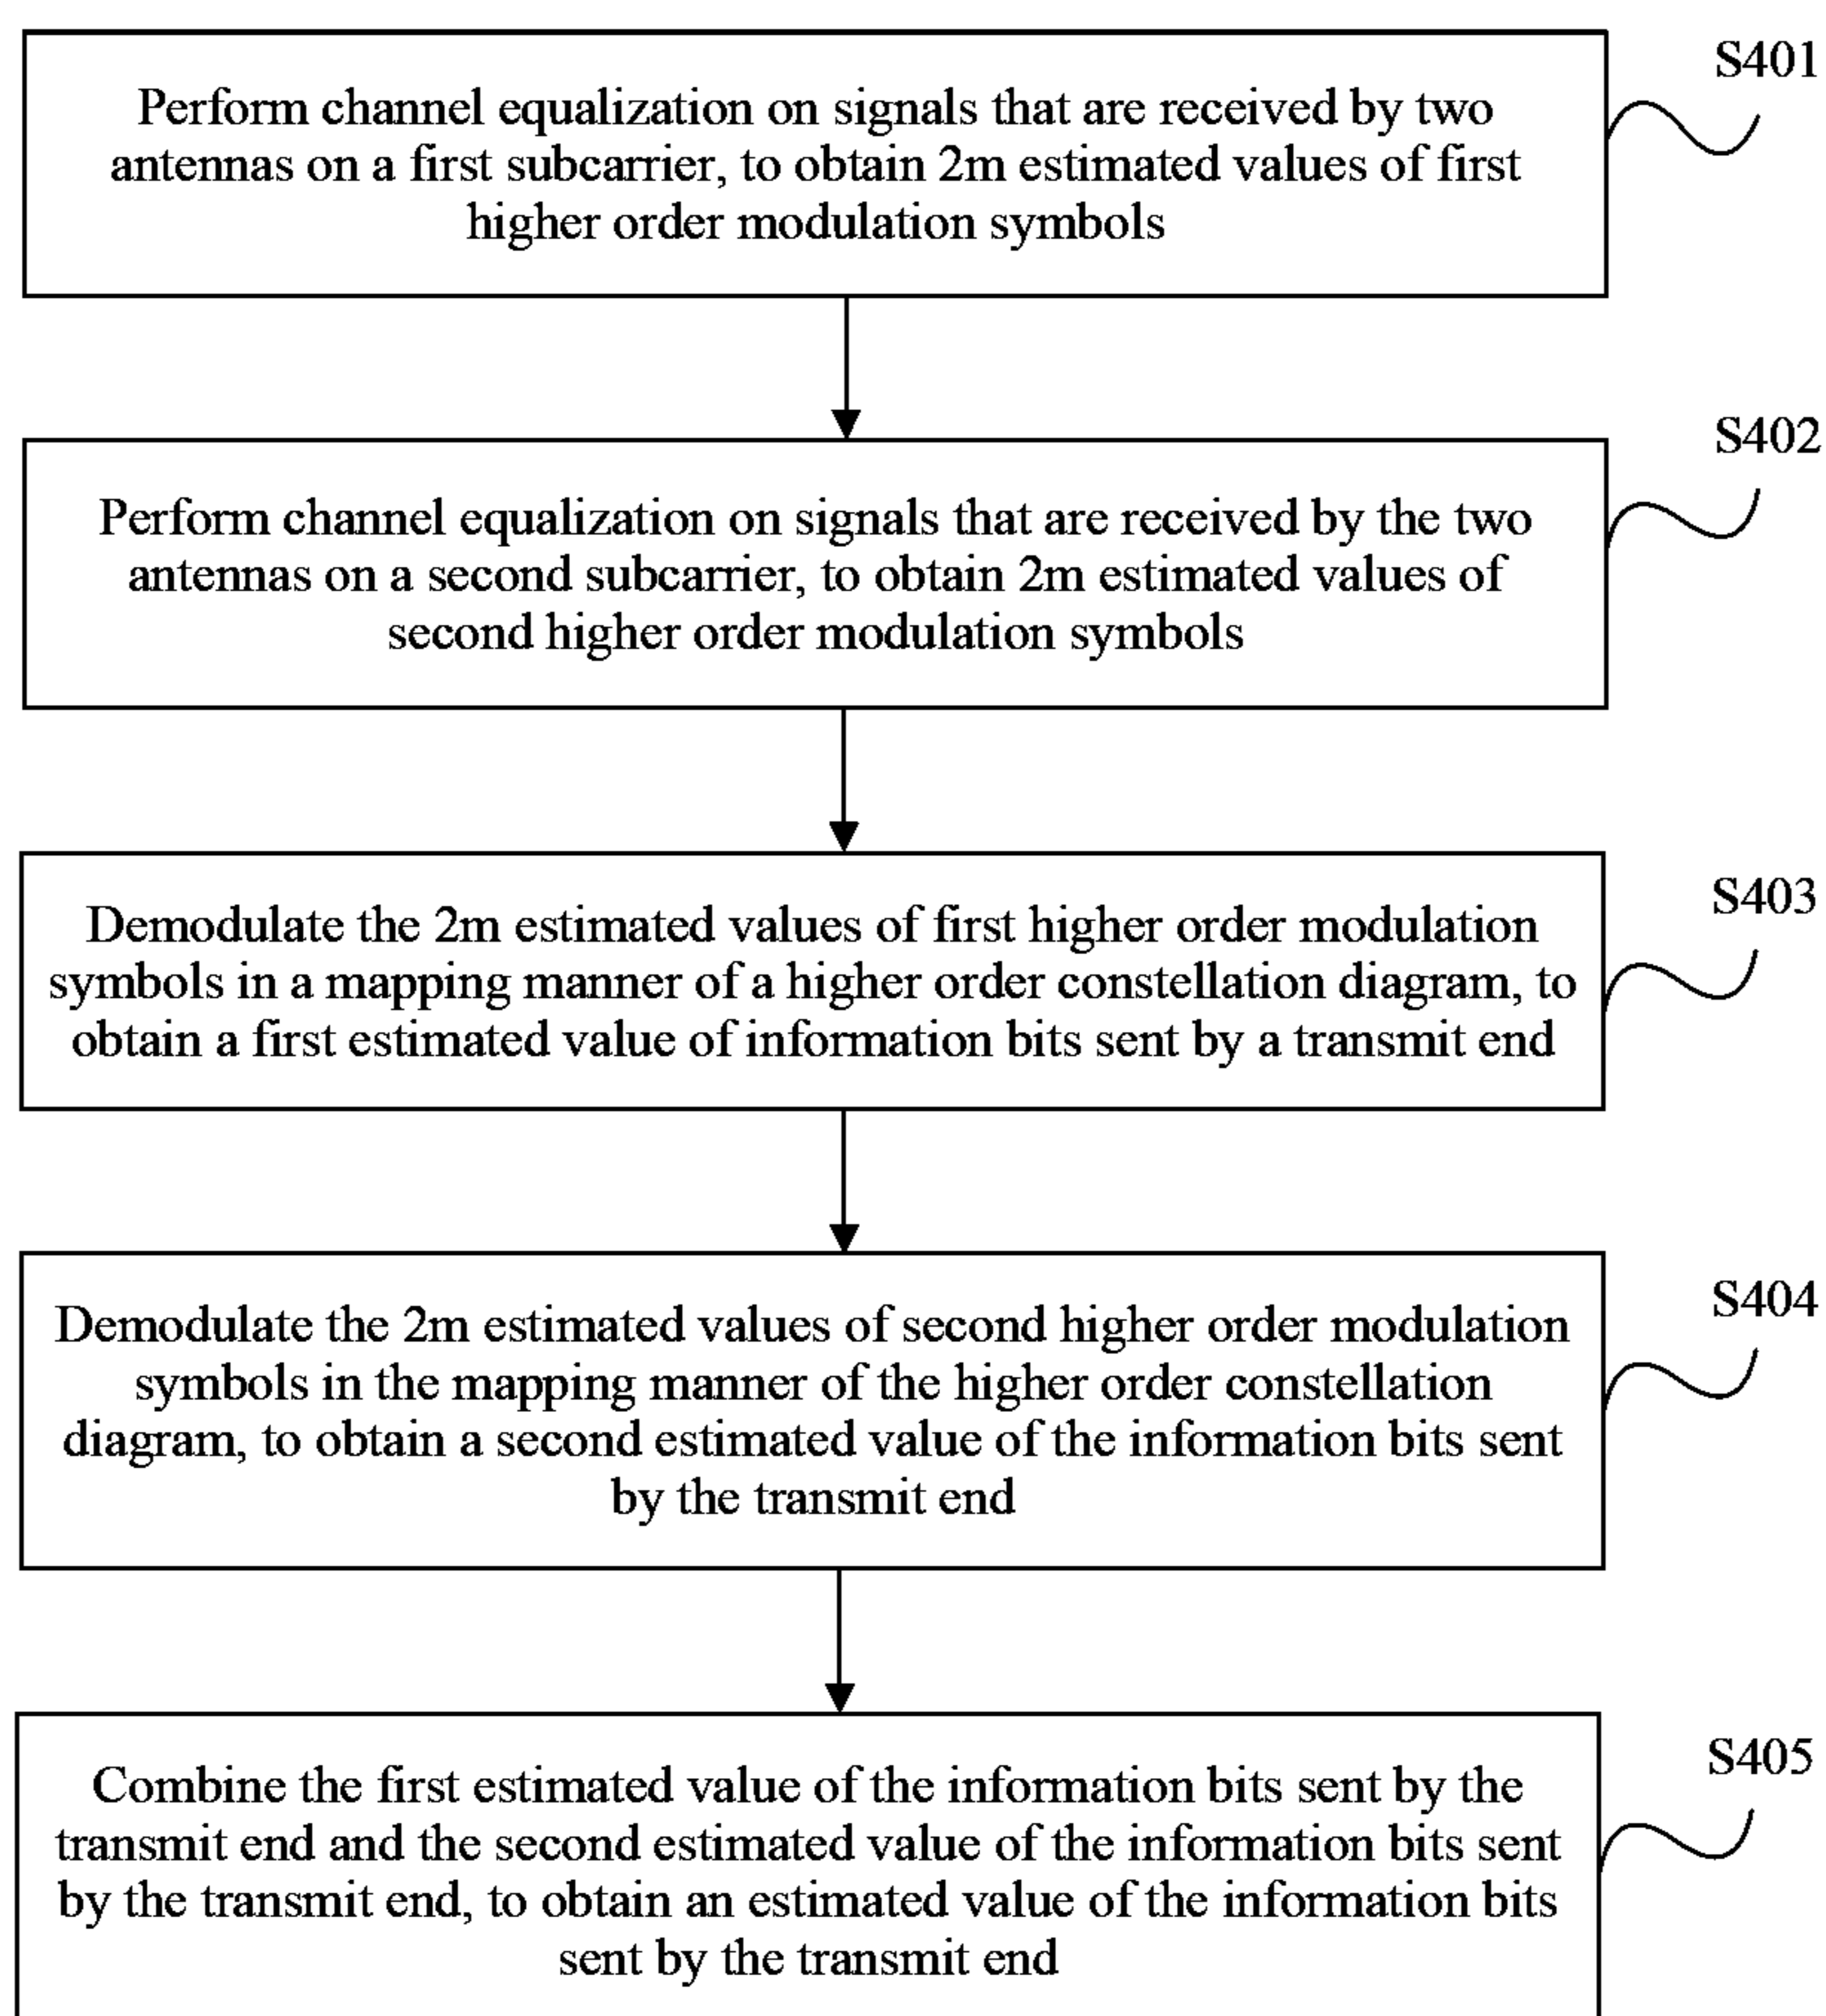 S401
Perform channel equalization on signals that are received by two
antennas on a first subcarrier, to obtain 2m estimated values of first
higher order modulation symbols
S402
Perform channel equalization on signals that are received by the two
antennas on a second subcarrier, to obtain 2m estimated values of
second higher order modulation symbols
S403
Demodulate the 2m estimated values of first higher order modulation
symbols in a mapping manner of a higher order constellation diagram, to
obtain a first estimated value of information bits sent by a transmit end
S404
Demodulate the 2m estimated values of second higher order modulation
symbols in the mapping manner of the higher order constellation
diagram, to obtain a second estimated value of the information bits sent
by the transmit end
S405
Combine the first estimated value of the information bits sent by the
transmit end and the second estimated value of the information bits sent
by the transmit end, to obtain an estimated value of the information bits
sent by the transmit end